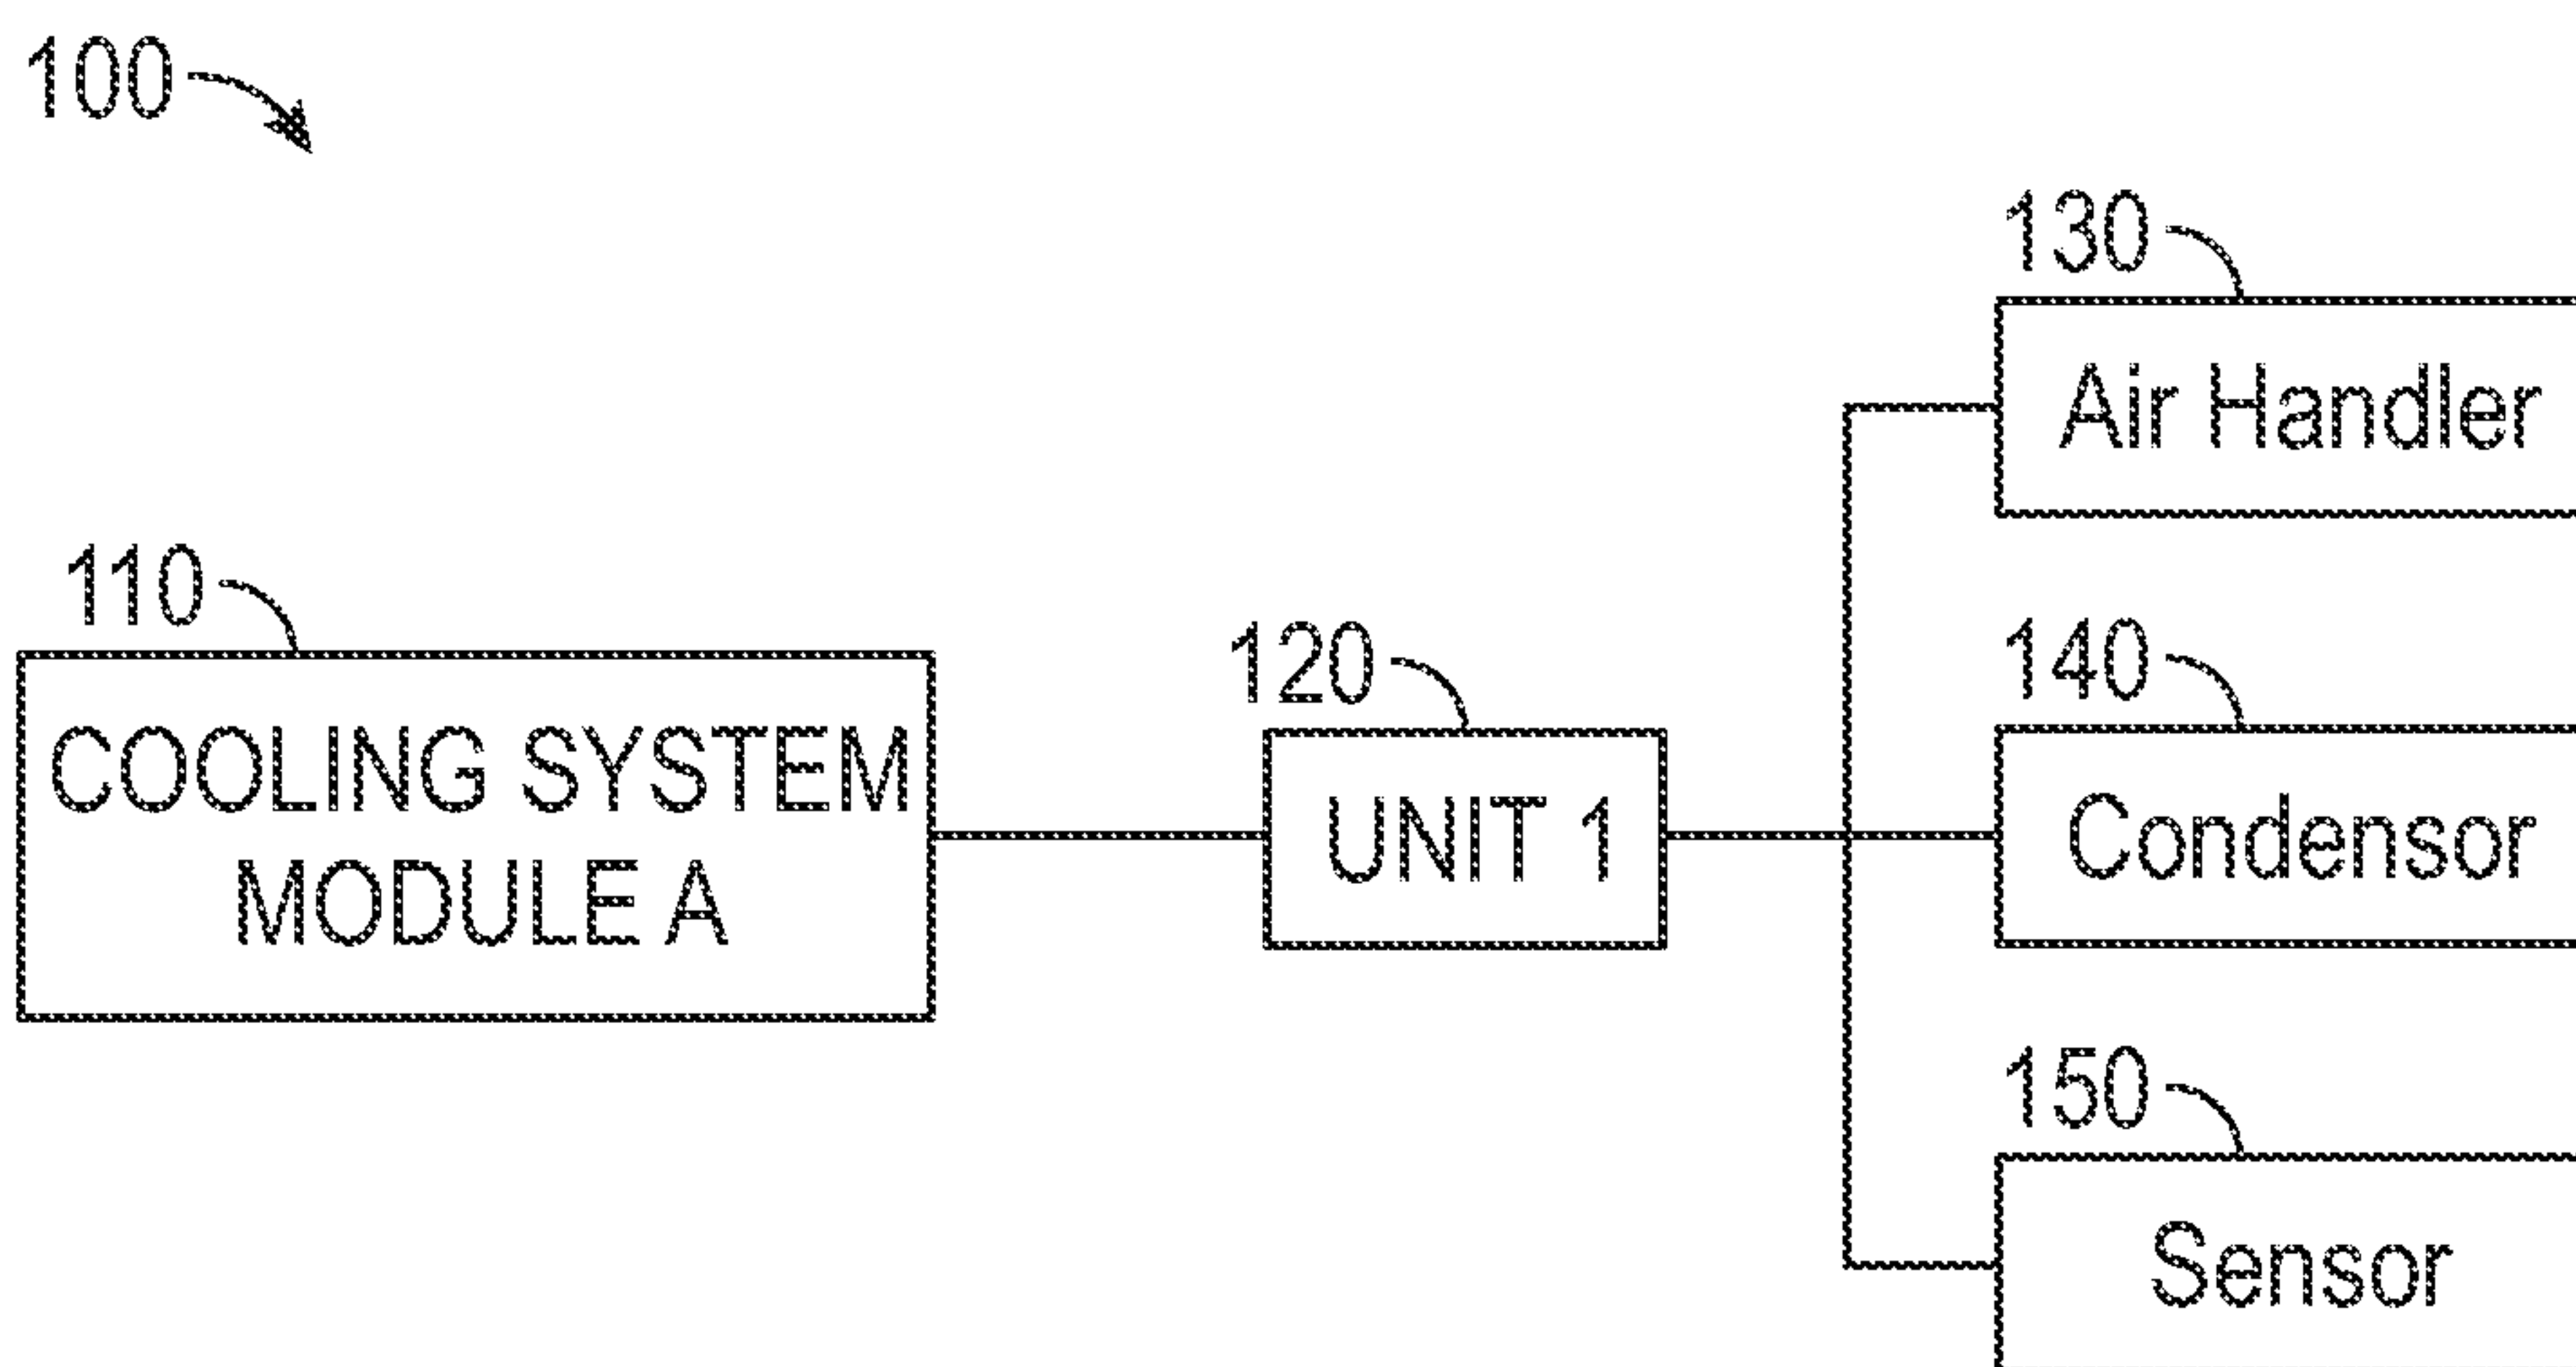 100
130
Air Handler
110
COOLING SYSTEM
MODULE A
120
UNIT 1
140
Condensor
150
Sensor